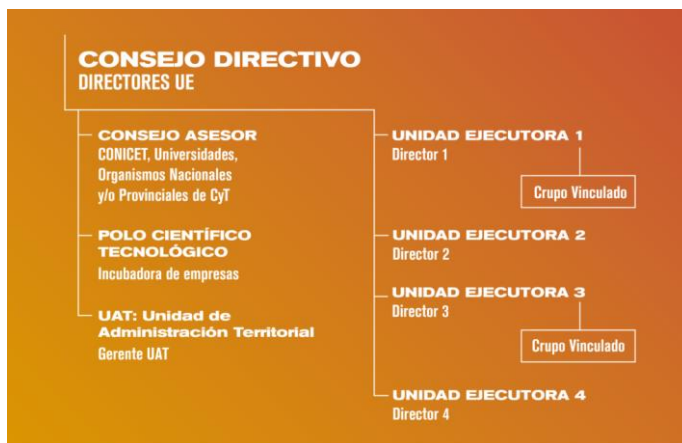 CONSEJO DIRECTIVO
DIRECTORES UE
CONSEJO ASESOR
CONICET, Universidades,
Organismos Nacionales
y/o Provinciales de CyT
POLO CIENTÍFICO
TECNOLÓGICO
Incubadora de empresas
UAT: Unidad de
Administración Territorial
Gerente UAT
UNIDAD EJECUTORA 1
Director 1
Crupo Vinculado
UNIDAD EJECUTORA 2
Director 2
UNIDAD EJECUTORA 3
Director 3
Crupo Vinculado
UNIDAD EJECUTORA 4
Director 4